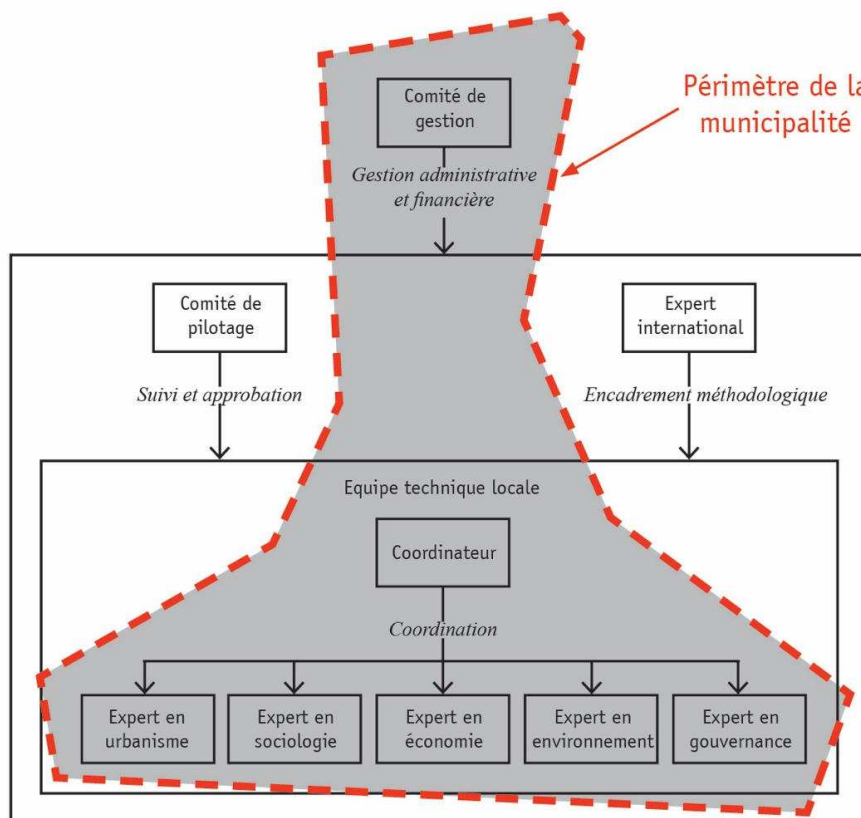 Comité de
gestion
Périmètre de la
municipalité
Gestion administrative
et financière
Comité de
pilotage
Expert
international
Suivi et approbation
Encadrement méthodologique
Equipe technique locale
Coordinateur
Coordination
Expert en
urbanisme
Expert en
sociologie
Expert en
économie
Expert en
environnement
Expert en
gouvernance